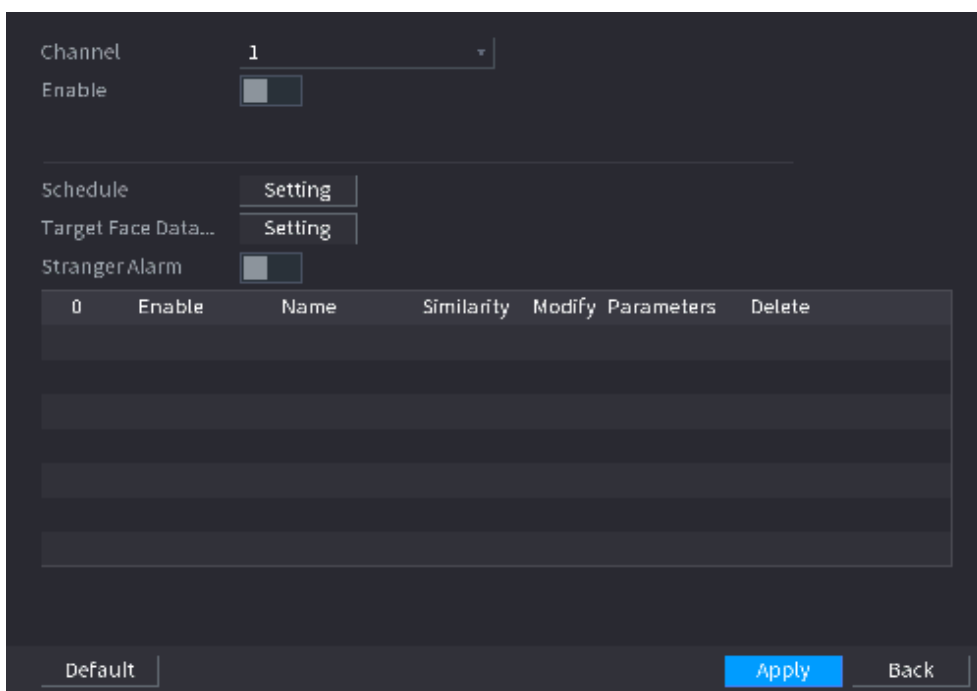 Channel 1
Enable
Schedule Setting
Target Face Data... Setting
Stranger Alarm
0 Enable Name Similarity Modify Parameters Delete
Default Apply Back